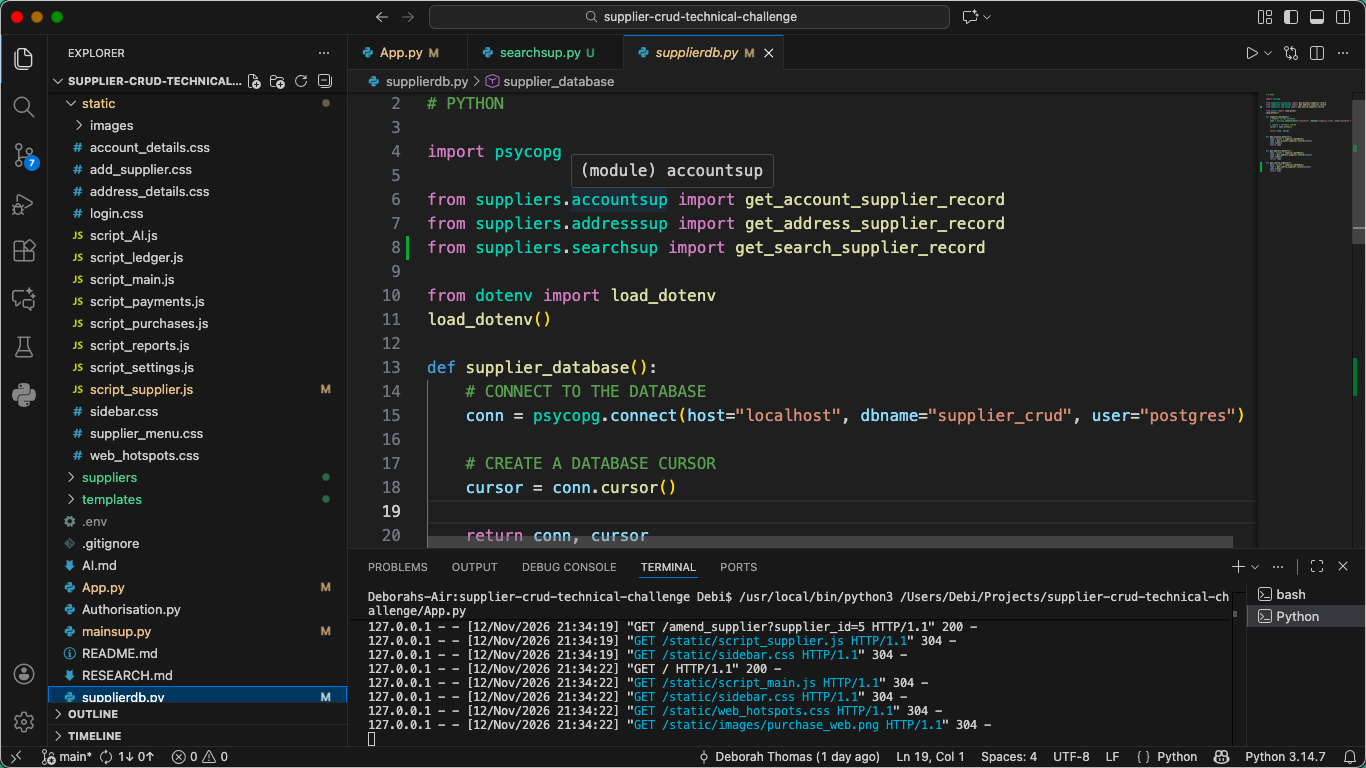 supplier-crud-technical-challenge
EXPLORER
SUPPLIER-CRUD-TECHNICAL...
static
images
# account_details.css
# add_supplier.css
# address_details.css
# login.css
JS script_AI.js
JS script_ledger.js
JS script_main.js
JS script_payments.js
JS script_purchases.js
JS script_reports.js
JS script_settings.js
JS script_supplier.js M
# sidebar.css
# supplier_menu.css
# web_hotspots.css
suppliers
templates
.env
.gitignore
AI.md
App.py M
Authorisation.py
mainsup.py M
README.md
RESEARCH.md
supplierdb.py M
OUTLINE
TIMELINE
7
App.py M
searchsup.py U
supplierdb.py M
supplierdb.py > supplier_database
2 # PYTHON
3
4 import psycopg
(module) accountsup
5
6 from suppliers.accountsup import get_account_supplier_record
7 from suppliers.addresssup import get_address_supplier_record
8 from suppliers.searchsup import get_search_supplier_record
9
10 from dotenv import load_dotenv
11 load_dotenv()
12
13 def supplier_database():
14 # CONNECT TO THE DATABASE
15 conn = psycopg.connect(host="localhost", dbname="supplier_crud", user="postgres")
16
17 # CREATE A DATABASE CURSOR
18 cursor = conn.cursor()
19
20 return conn, cursor
PROBLEMS OUTPUT DEBUG CONSOLE TERMINAL PORTS
Deborahs-Air:supplier-crud-technical-challenge Debi$ /usr/local/bin/python3 /Users/Debi/Projects/supplier-crud-technical-ch
allenge/App.py
127.0.0.1 - - [12/Nov/2026 21:34:19] "GET /amend_supplier?supplier_id=5 HTTP/1.1" 200 -
127.0.0.1 - - [12/Nov/2026 21:34:19] "GET /static/script_supplier.js HTTP/1.1" 304 -
127.0.0.1 - - [12/Nov/2026 21:34:19] "GET /static/sidebar.css HTTP/1.1" 304 -
127.0.0.1 - - [12/Nov/2026 21:34:22] "GET / HTTP/1.1" 200 -
127.0.0.1 - - [12/Nov/2026 21:34:22] "GET /static/script_main.js HTTP/1.1" 304 -
127.0.0.1 - - [12/Nov/2026 21:34:22] "GET /static/sidebar.css HTTP/1.1" 304 -
127.0.0.1 - - [12/Nov/2026 21:34:22] "GET /static/web_hotspots.css HTTP/1.1" 304 -
127.0.0.1 - - [12/Nov/2026 21:34:22] "GET /static/images/purchase_web.png HTTP/1.1" 304 -
bash
Python
main* 1↓ 0↑ 0 0 Deborah Thomas (1 day ago) Ln 19, Col 1 Spaces: 4 UTF-8 LF { } Python Python 3.14.7